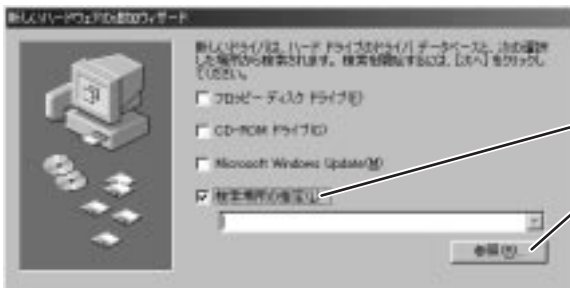 新しいハードウェアの追加ウィザード
新しいドライバは、ハード ドライブのドライバ データベースと、次の選択
した場所から検索されます。検索を開始するには、[次へ] をクリックし
てください。
フロッピー ディスク ドライブ(F)
CD-ROM ドライブ(C)
Microsoft Windows Update(M)
検索場所の指定(L):
参照(R)...